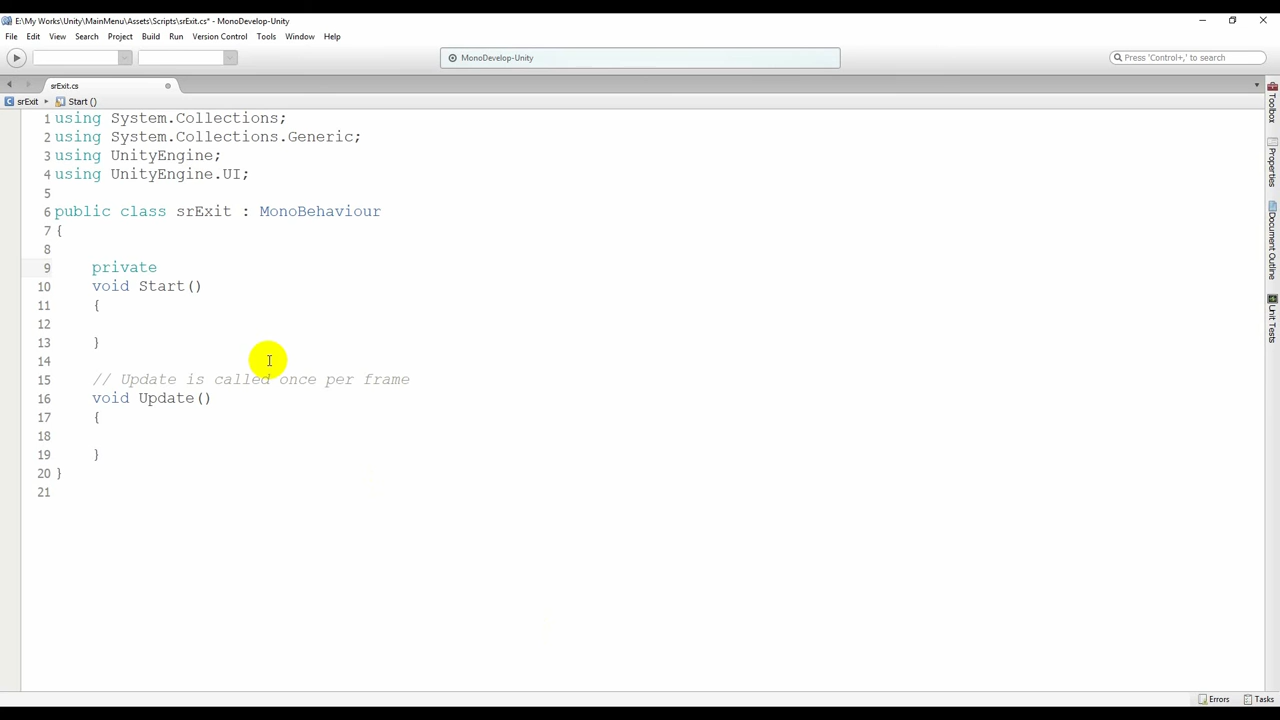 E:\My Works\Unity\MainMenu\Assets\Scripts\srExit.cs* - MonoDevelop-Unity
File Edit View Search Project Build Run Version Control Tools Window Help
MonoDevelop-Unity
Press 'Control+,' to search
srExit.cs
srExit Start ()
1 using System.Collections;
2 using System.Collections.Generic;
3 using UnityEngine;
4 using UnityEngine.UI;
5
6 public class srExit : MonoBehaviour
7 {
8
9 private
10 void Start()
11 {
12
13 }
14
15 // Update is called once per frame
16 void Update()
17 {
18
19 }
20 }
21
Toolbox
Properties
Document Outline
Unit Tests
Errors Tasks